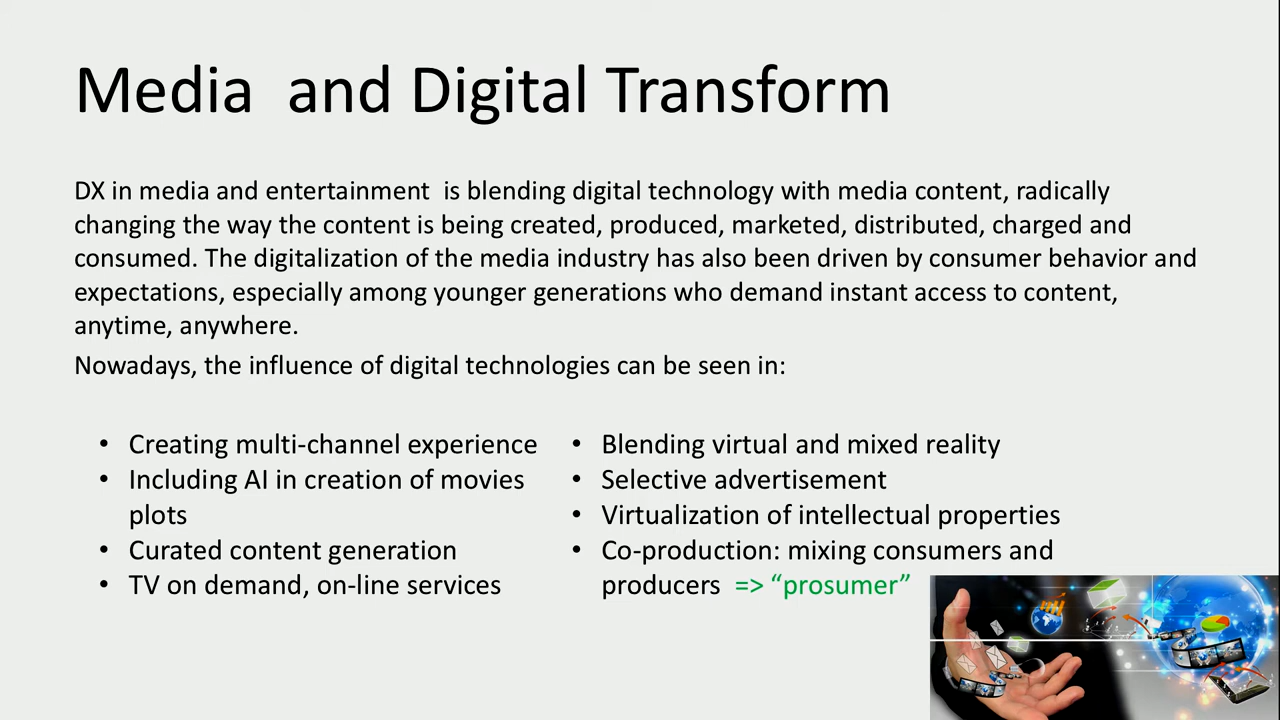 Media  and Digital Transform
DX in media and entertainment  is blending digital technology with media content, radically
changing the way the content is being created, produced, marketed, distributed, charged and
consumed. The digitalization of the media industry has also been driven by consumer behavior and
expectations, especially among younger generations who demand instant access to content,
anytime, anywhere.
Nowadays, the influence of digital technologies can be seen in:
• Creating multi-channel experience
• Including AI in creation of movies
plots
• Curated content generation
• TV on demand, on-line services
• Blending virtual and mixed reality
• Selective advertisement
• Virtualization of intellectual properties
• Co-production: mixing consumers and
producers  => “prosumer”